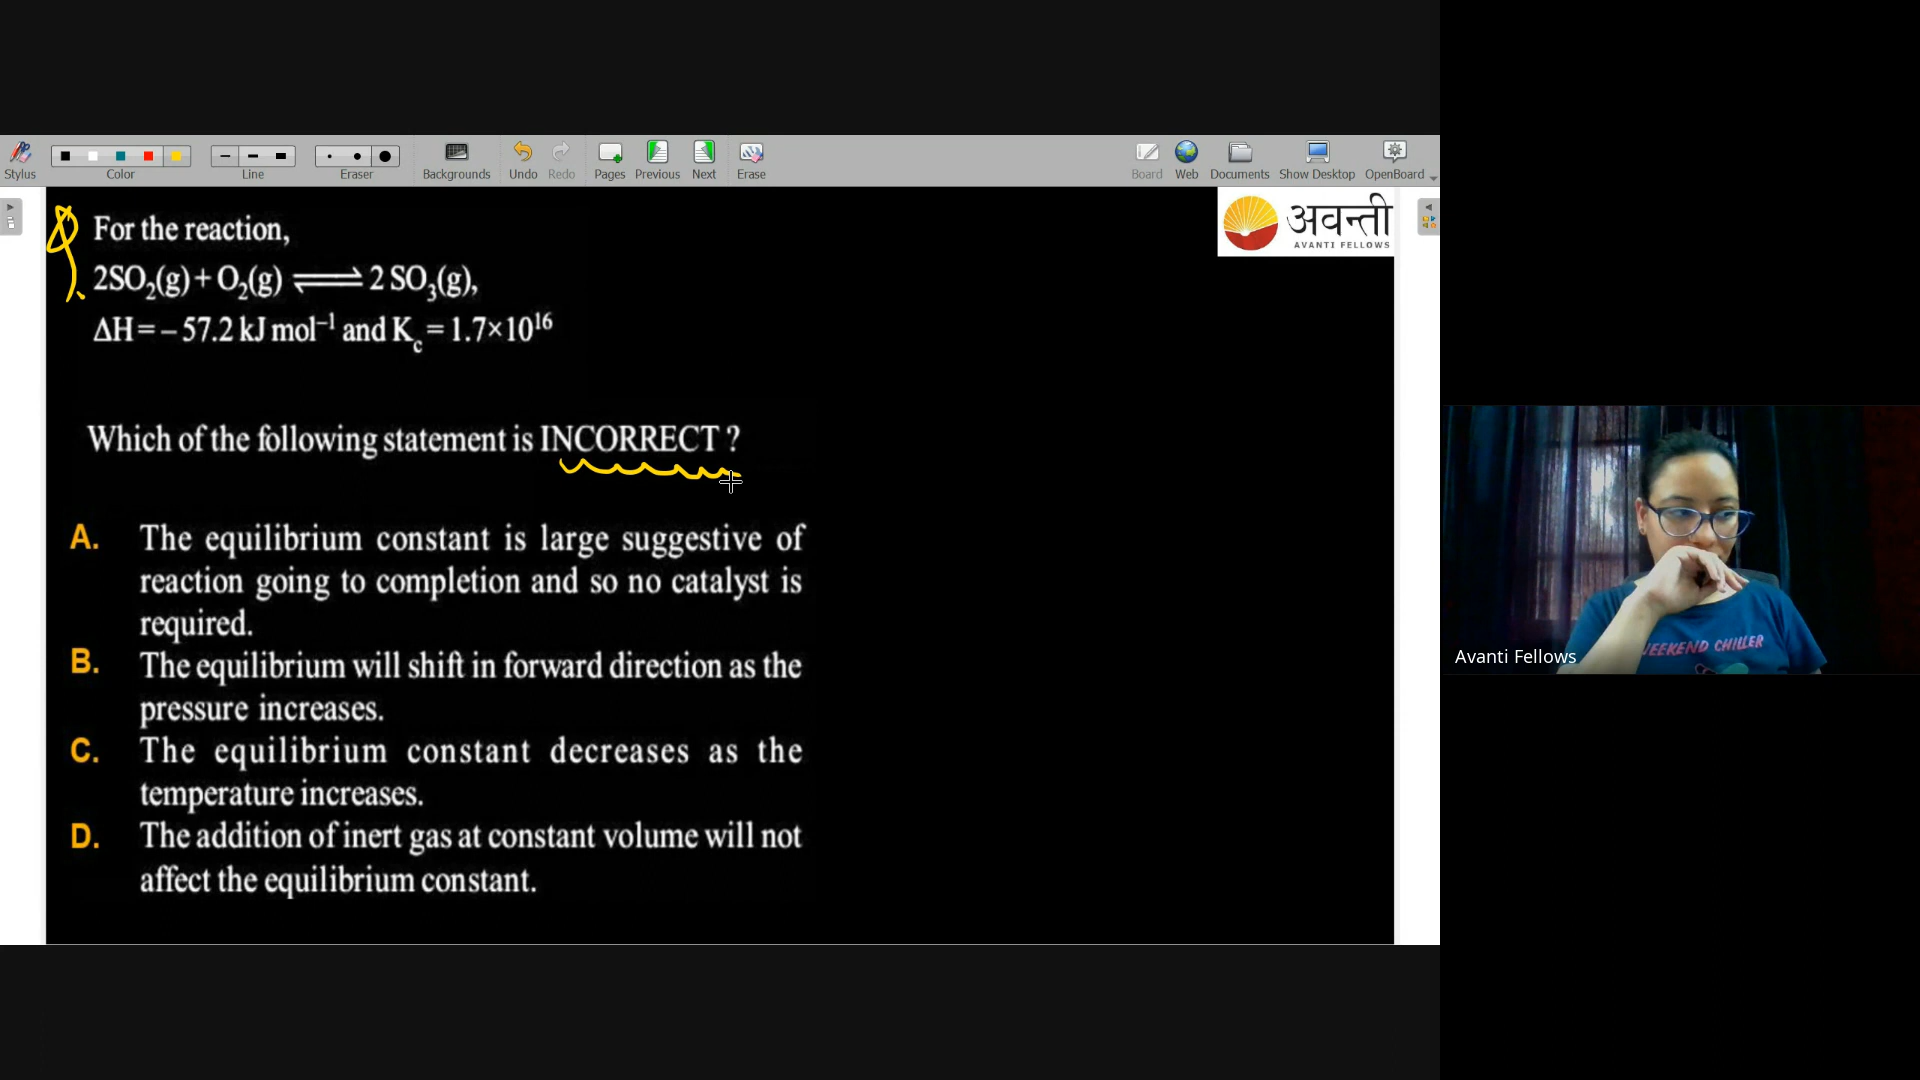 Stylus
Color
Line
Eraser
Backgrounds
Undo
Redo
Pages
Previous
Next
Erase
Board
Web
Documents
Show Desktop
OpenBoard
अवन्ती
AVANTI FELLOWS
For the reaction,
2SO₂(g) + O₂(g) ⇌ 2 SO₃(g),
ΔH = – 57.2 kJ mol⁻¹ and K_c = 1.7×10¹⁶
Which of the following statement is INCORRECT ?
A. The equilibrium constant is large suggestive of
reaction going to completion and so no catalyst is
required.
B. The equilibrium will shift in forward direction as the
pressure increases.
C. The equilibrium constant decreases as the
temperature increases.
D. The addition of inert gas at constant volume will not
affect the equilibrium constant.
WEEKEND CHILLER
Avanti Fellows